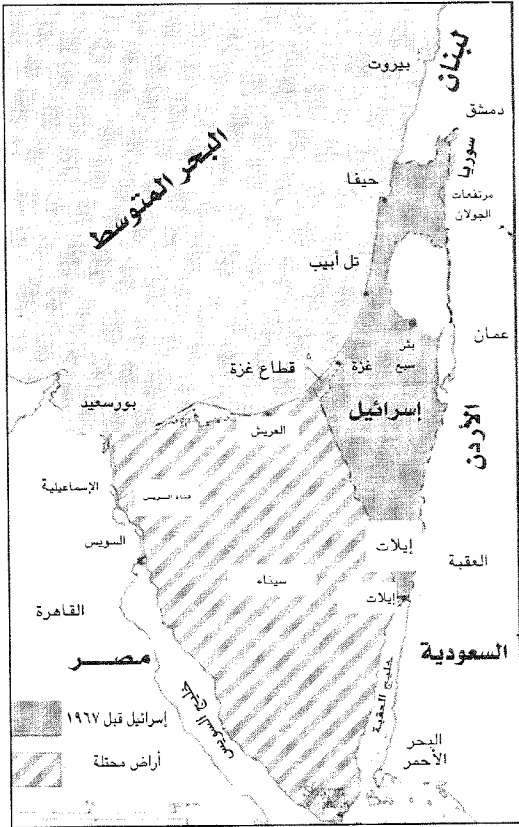 لبنان
بيروت
دمشق
سوريا
البحر المتوسط
حيفا
مرتفعات
الجولان
تل أبيب
عمان
بئر
سبع
غزة
قطاع غزة
بورسعيد
إسرائيل
الأردن
العريش
الإسماعيلية
قناة السويس
السويس
إيلات
العقبة
سيناء
إيلات
القاهرة
السعودية
مصر
خليج السويس
خليج العقبة
إسرائيل قبل ١٩٦٧
البحر
الأحمر
أراض محتلة